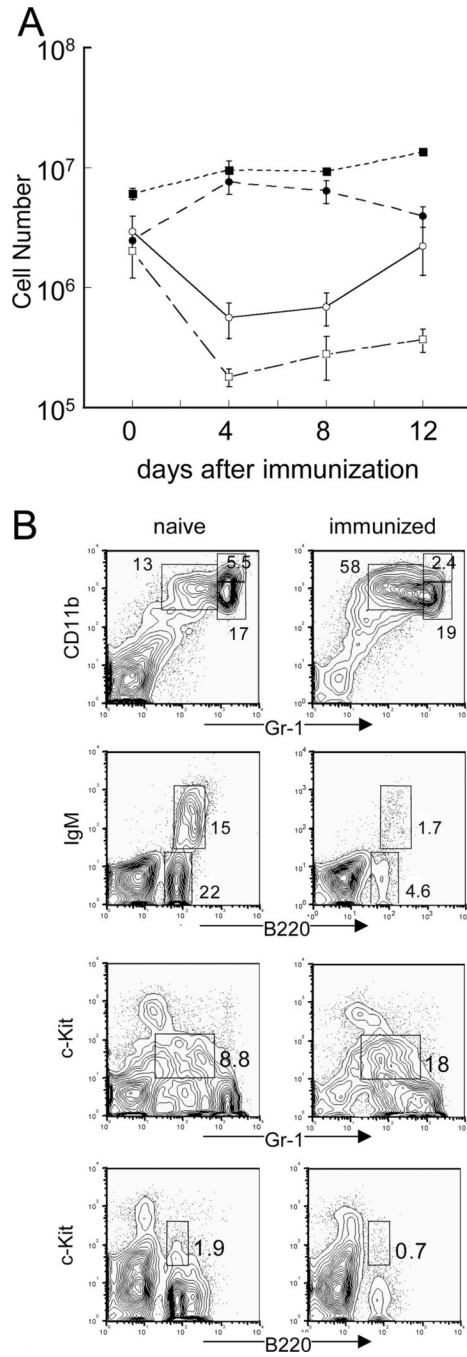 A
10^8
10^7
10^6
10^5
Cell Number
0 4 8 12
days after immunization
B
naive immunized
13 5.5 17
58 2.4 19
CD11b
Gr-1
IgM
15 22
1.7 4.6
B220
c-Kit
8.8 18
Gr-1
c-Kit
1.9 0.7
B220